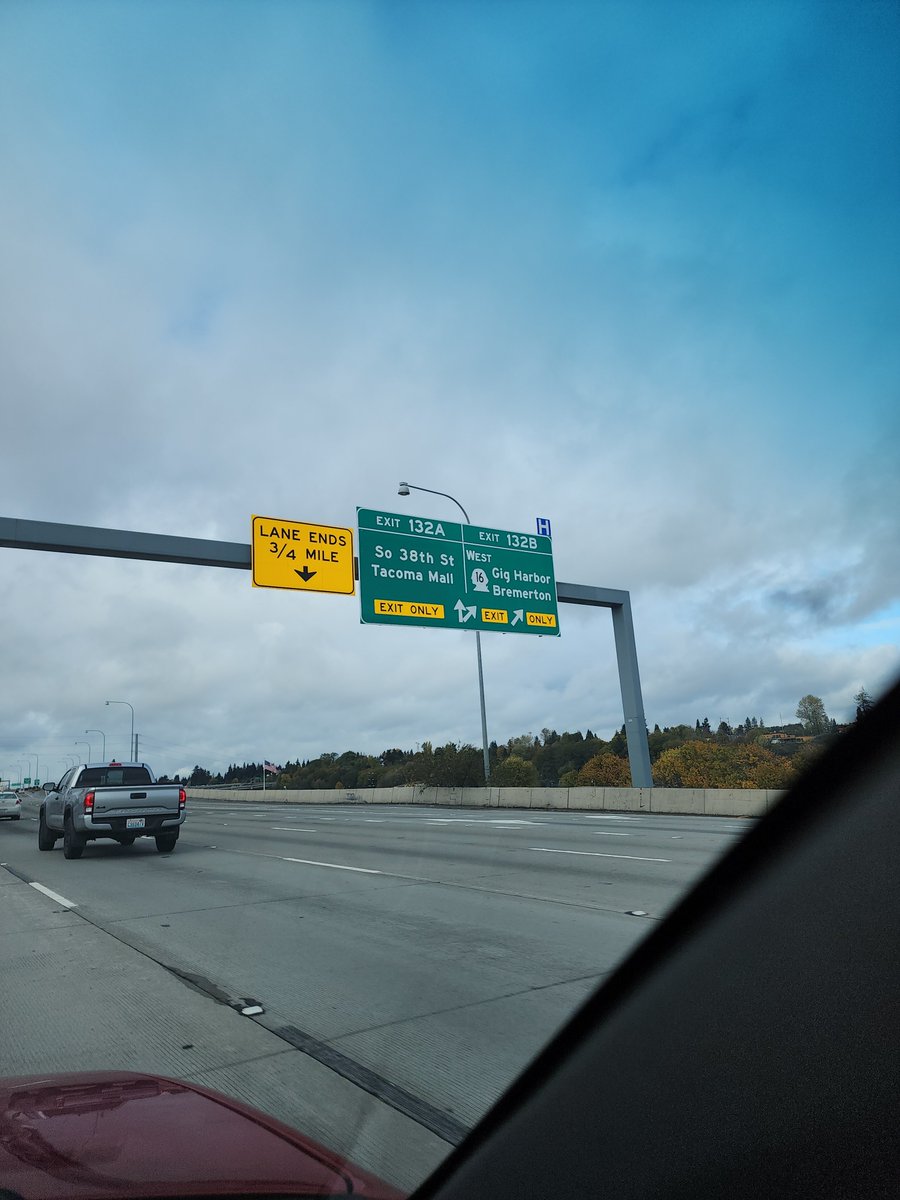 LANE ENDS
3/4 MILE
EXIT 132A
So 38th St
Tacoma Mall
EXIT ONLY
H
EXIT 132B
WEST
16
Gig Harbor
Bremerton
EXIT ONLY